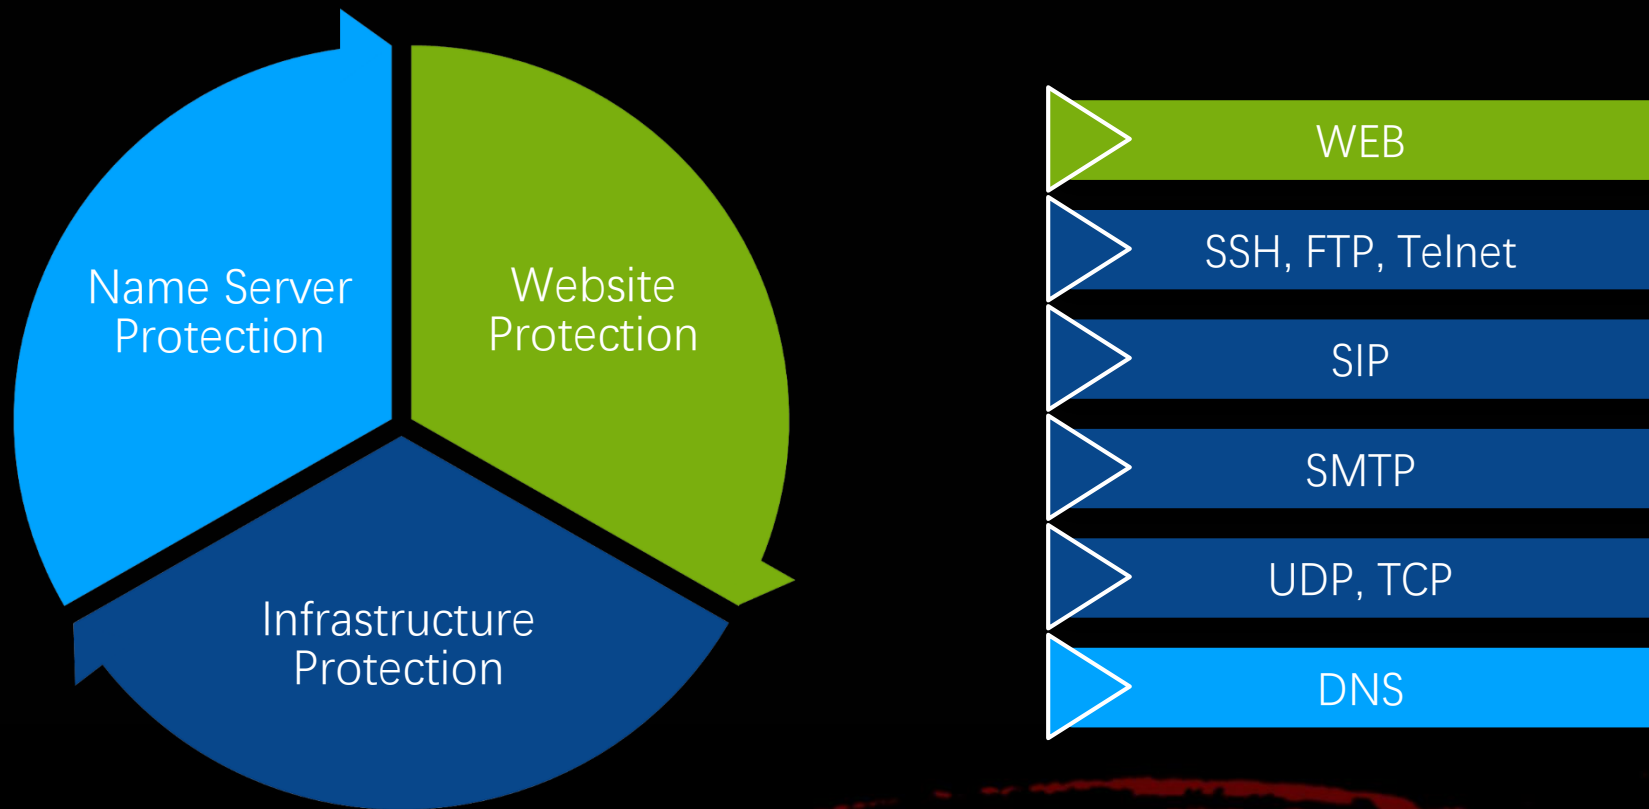 Name Server
Protection
Website
Protection
Infrastructure
Protection
WEB
SSH, FTP, Telnet
SIP
SMTP
UDP, TCP
DNS